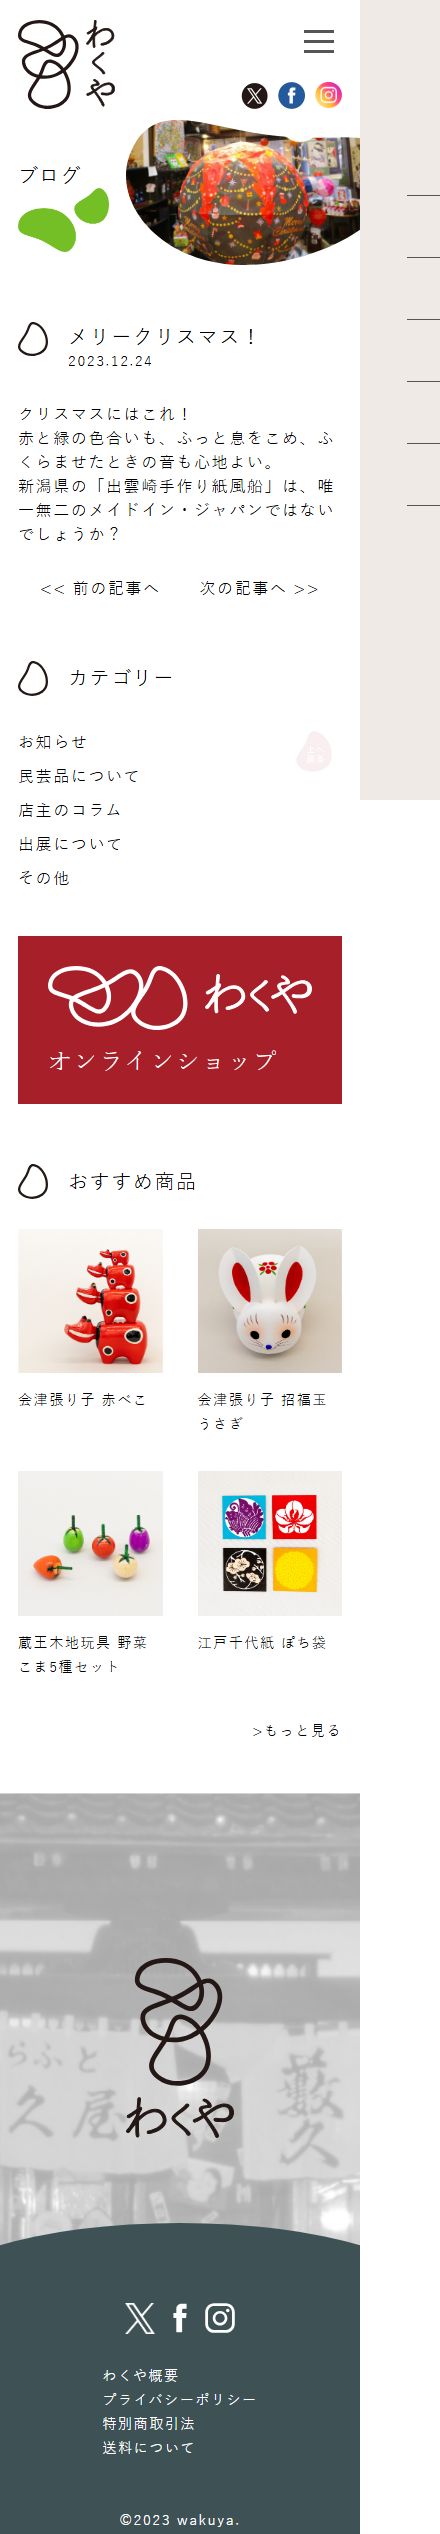 わくや
ブログ
メリークリスマス！
2023.12.24
クリスマスにはこれ！
赤と緑の色合いも、ふっと息をこめ、ふ
くらませたときの音も心地よい。
新潟県の「出雲崎手作り紙風船」は、唯
一無二のメイドイン・ジャパンではない
でしょうか？
<< 前の記事へ
次の記事へ >>
カテゴリー
お知らせ
上へ
戻る
民芸品について
店主のコラム
出展について
その他
わくや
オンラインショップ
おすすめ商品
会津張り子 赤べこ
会津張り子 招福玉
うさぎ
蔵王木地玩具 野菜
こま5種セット
江戸千代紙 ぽち袋
>もっと見る
らふと
久屋
藪久
わくや
わくや概要
プライバシーポリシー
特別商取引法
送料について
©2023 wakuya.